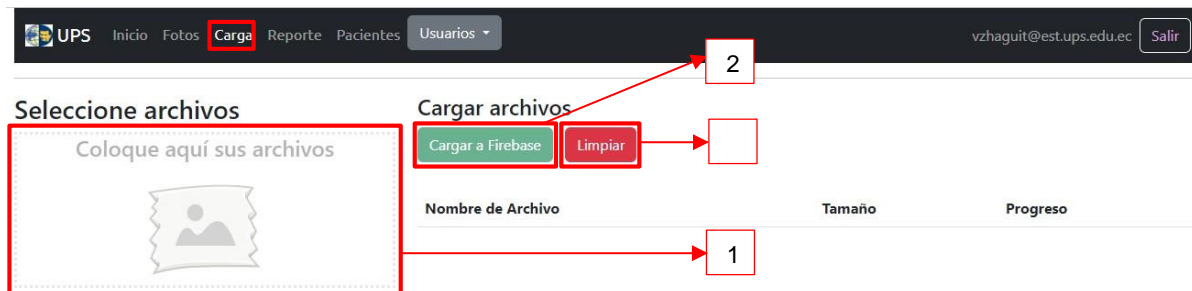 UPS Inicio Fotos Carga Reporte Pacientes Usuarios vzhaguit@est.ups.edu.ec Salir
2
Seleccione archivos
Coloque aquí sus archivos
Cargar archivos
Cargar a Firebase Limpiar
Nombre de Archivo Tamaño Progreso
1